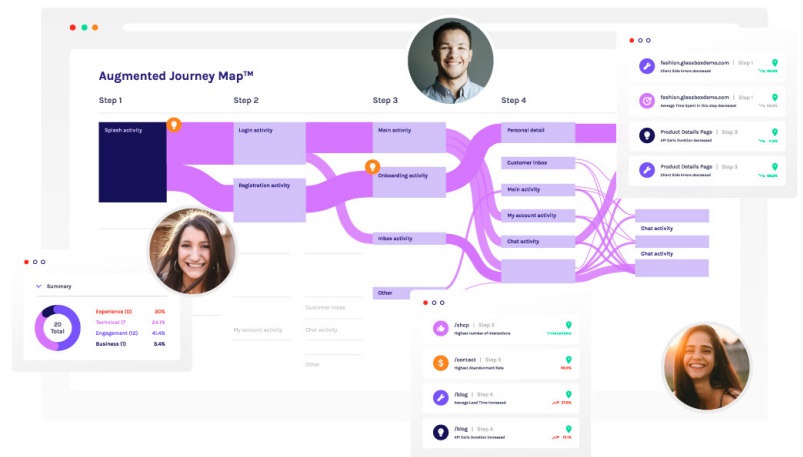 Augmented Journey Map™
Step 1
Step 2
Step 3
Step 4
Splash activity
Login activity
Main activity
Personal detail
Customer inbox
Registration activity
Onboarding activity
Main activity
My account activity
Inbox activity
Chat activity
Other
Chat activity
Chat activity
Customer inbox
My account activity
Chat activity
Other
fashion.glassboxdemo.com | Step 1
Client Side Errors decreased
fashion.glassboxdemo.com | Step 1
Average Time Spent in this step decreased
Product Details Page | Step 3
API Calls Duration decreased
Product Details Page | Step 3
Client Side Errors decreased
Summary
20
Total
Experience (0) 30%
Technical (7 24.1%
Engagement (12) 41.4%
Business (1) 3.4%
/shop | Step 3
Highest number of interactions
/contact | Step 3
Highest Abandonment Rate
/blog | Step 4
Average Load Time increased
/blog | Step 4
API Calls Duration increased